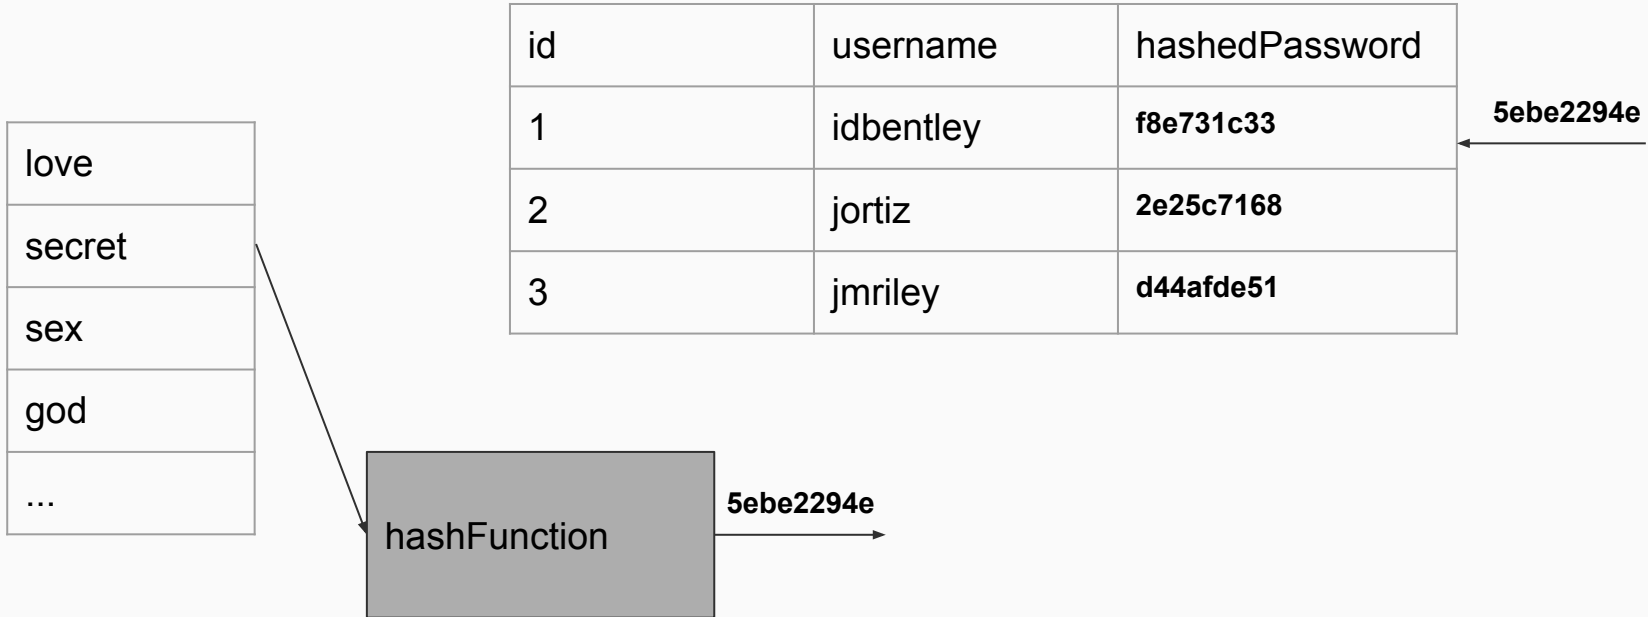 id username hashedPassword
1 idbentley f8e731c33
2 jortiz 2e25c7168
3 jmriley d44afde51
5ebe2294e
love
secret
sex
god
...
hashFunction
5ebe2294e